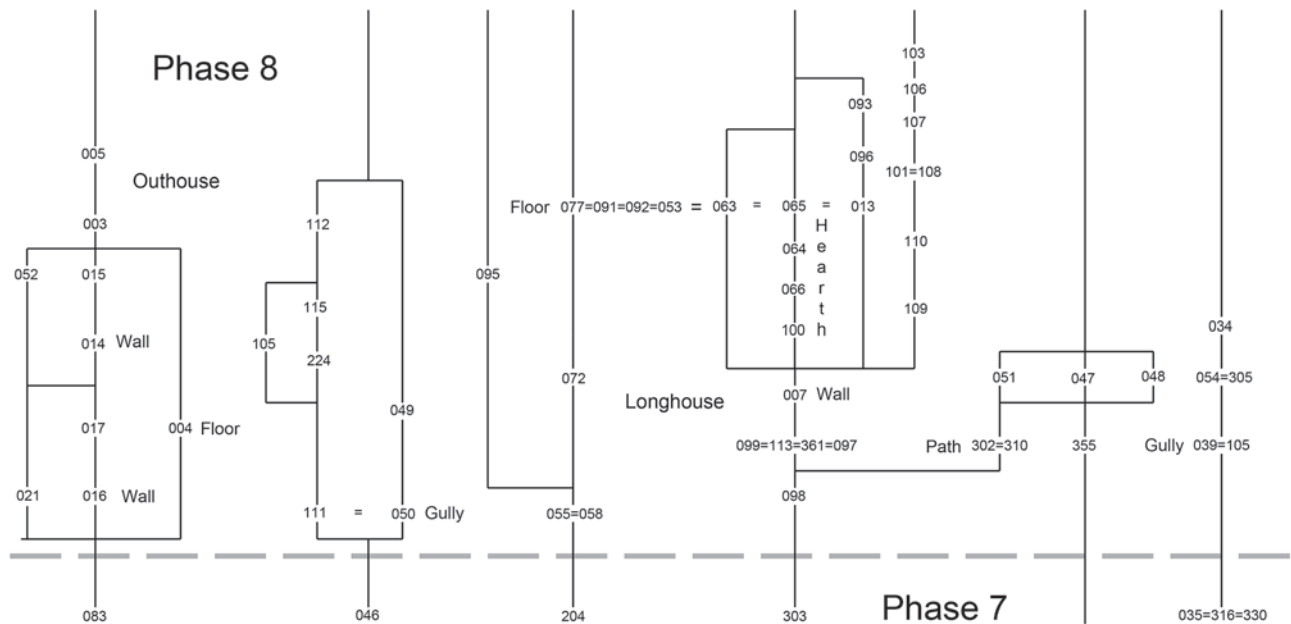 Phase 8
103
106
093
107
005
096
101=108
Outhouse
Floor 077=091=092=053 = 063 = 065 = 013
003
112
Hearth
110
052
015
095
064
066
115
109
034
014 Wall
105
224
100
072
051
047
048
054=305
Longhouse
007 Wall
049
017
004 Floor
099=113=361=097
Path 302=310
355
Gully 039=105
021
016 Wall
098
111 = 050 Gully
055=058
083
046
204
303
Phase 7
035=316=330